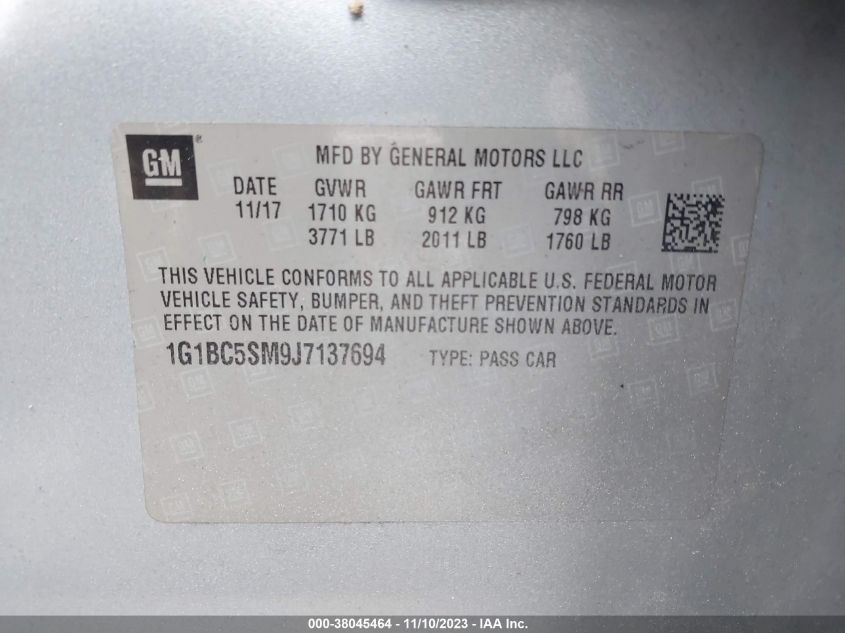 GM®
MFD BY GENERAL MOTORS LLC
DATE GVWR GAWR FRT GAWR RR
11/17 1710 KG 912 KG 798 KG
3771 LB 2011 LB 1760 LB
THIS VEHICLE CONFORMS TO ALL APPLICABLE U.S. FEDERAL MOTOR
VEHICLE SAFETY, BUMPER, AND THEFT PREVENTION STANDARDS IN
EFFECT ON THE DATE OF MANUFACTURE SHOWN ABOVE.
1G1BC5SM9J7137694 TYPE: PASS CAR
000-38045464 - 11/10/2023 - IAA Inc.